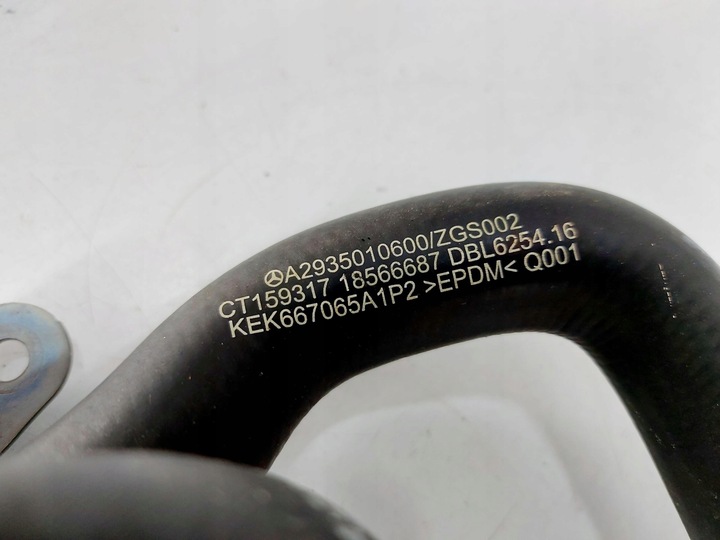 A2935010600/ZGS002
CT159317 18566687 DBL6254.16
KEK667065A1P2 >EPDM< Q001